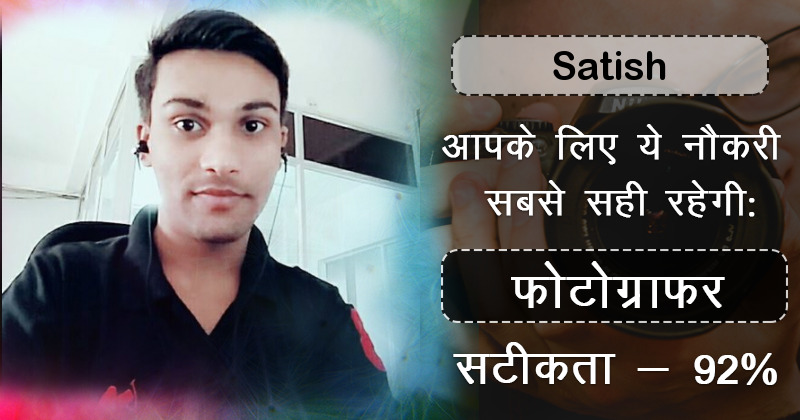 Satish
आपके लिए ये नौकरी
सबसे सही रहेगी:
फोटोग्राफर
सटीकता – 92%